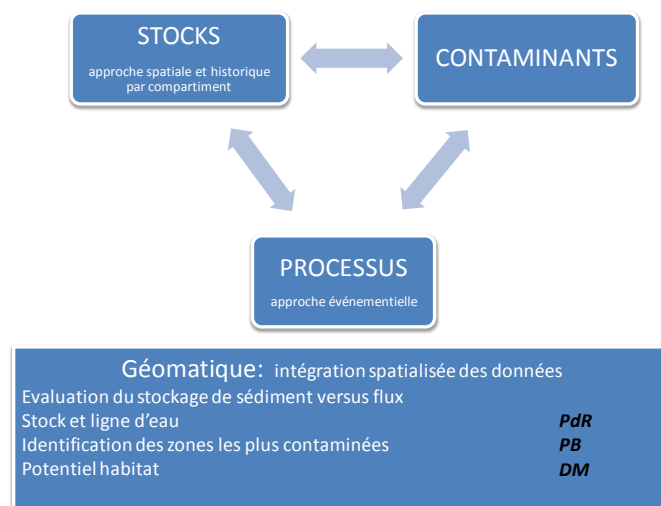 STOCKS
approche spatiale et historique
par compartiment
CONTAMINANTS
PROCESSUS
approche événementielle
Géomatique: intégration spatialisée des données
Evaluation du stockage de sédiment versus flux
Stock et ligne d'eau PdR
Identification des zones les plus contaminées PB
Potentiel habitat DM